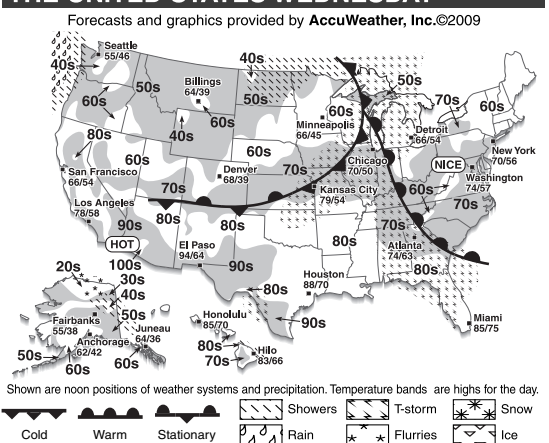 THE UNITED STATES WEDNESDAY
Forecasts and graphics provided by AccuWeather, Inc.©2009
Seattle
55/46
40s
40s
50s
Billings
64/39
50s
50s
60s
60s
40s
60s
Minneapolis
66/45
70s
60s
Detroit
66/54
80s
60s
60s
New York
70/56
San Francisco
66/54
Denver
68/39
70s
Chicago
70/50
NICE
Washington
74/57
Kansas City
79/54
60s
70s
70s
Los Angeles
78/58
80s
80s
90s
HOT
El Paso
94/64
80s
70s
Atlanta
74/63
100s
90s
80s
20s
30s
40s
50s
Houston
88/70
80s
90s
Fairbanks
55/38
Anchorage
62/42
Juneau
64/36
50s
60s
60s
Honolulu
85/70
80s
70s
Hilo
83/66
Miami
85/75
Shown are noon positions of weather systems and precipitation. Temperature bands are highs for the day.
Cold
Warm
Stationary
Showers
T-storm
Snow
Rain
Flurries
Ice